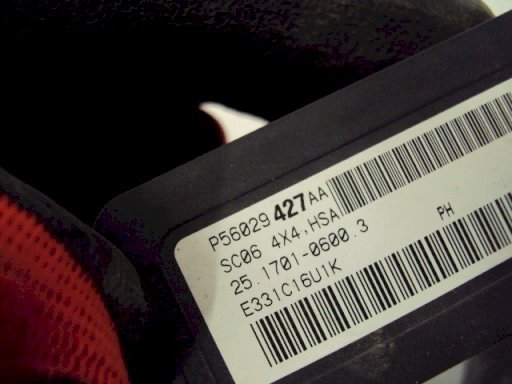 P56029427AA
SC06 4X4,HSA
25.1701-0600.3 PH
E331C16U1K